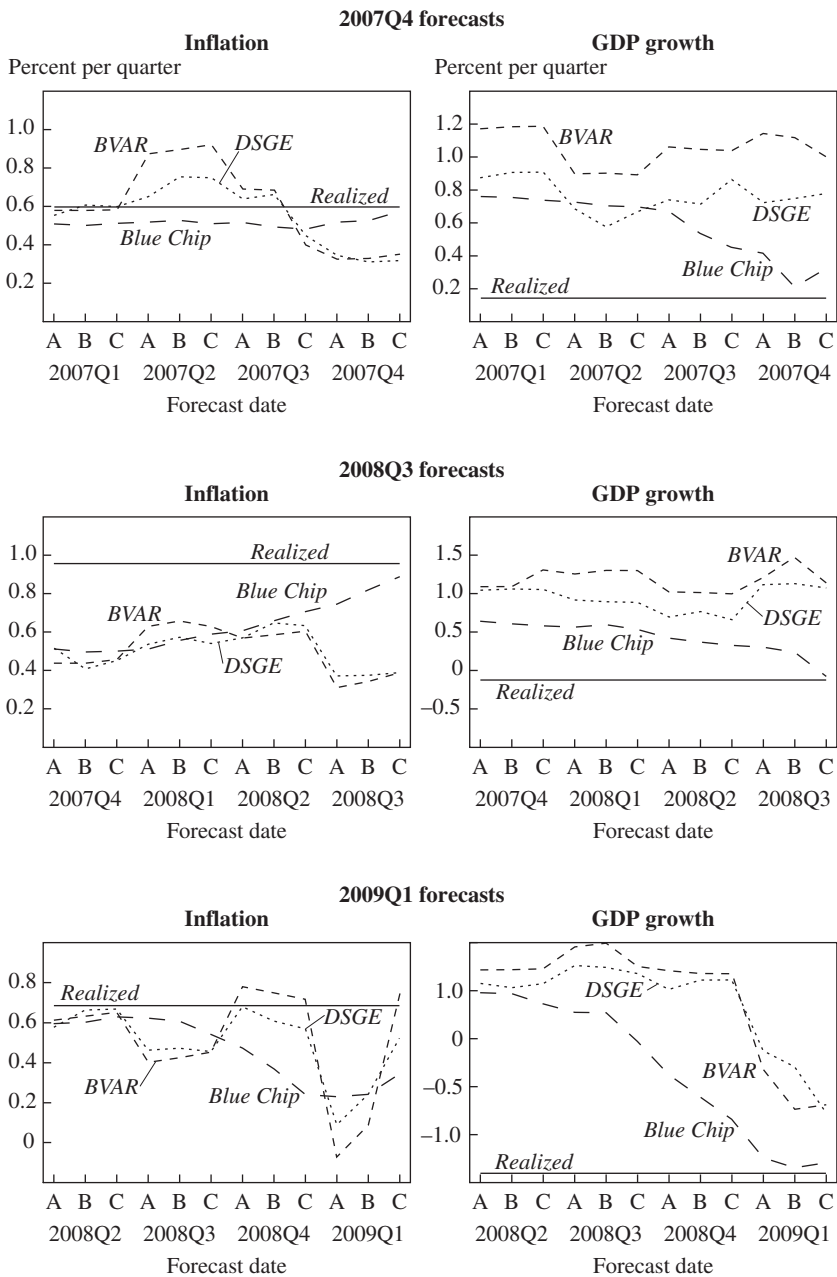 2007Q4 forecasts
Inflation
GDP growth
Percent per quarter
Percent per quarter
1.0
0.8
0.6
0.4
0.2
BVAR
DSGE
Realized
Blue Chip
A B C A B C A B C A B C
2007Q1 2007Q2 2007Q3 2007Q4
Forecast date
1.2
1.0
0.8
0.6
0.4
0.2
BVAR
DSGE
Blue Chip
Realized
A B C A B C A B C A B C
2007Q1 2007Q2 2007Q3 2007Q4
Forecast date
2008Q3 forecasts
Inflation
GDP growth
1.0
0.8
0.6
0.4
0.2
Realized
Blue Chip
BVAR
DSGE
A B C A B C A B C A B C
2007Q4 2008Q1 2008Q2 2008Q3
Forecast date
1.5
1.0
0.5
0
–0.5
BVAR
DSGE
Blue Chip
Realized
A B C A B C A B C A B C
2007Q4 2008Q1 2008Q2 2008Q3
Forecast date
2009Q1 forecasts
Inflation
GDP growth
0.8
0.6
0.4
0.2
0
Realized
DSGE
BVAR
Blue Chip
A B C A B C A B C A B C
2008Q2 2008Q3 2008Q4 2009Q1
Forecast date
1.0
0
–0.5
–1.0
DSGE
BVAR
Blue Chip
Realized
A B C A B C A B C A B C
2008Q2 2008Q3 2008Q4 2009Q1
Forecast date